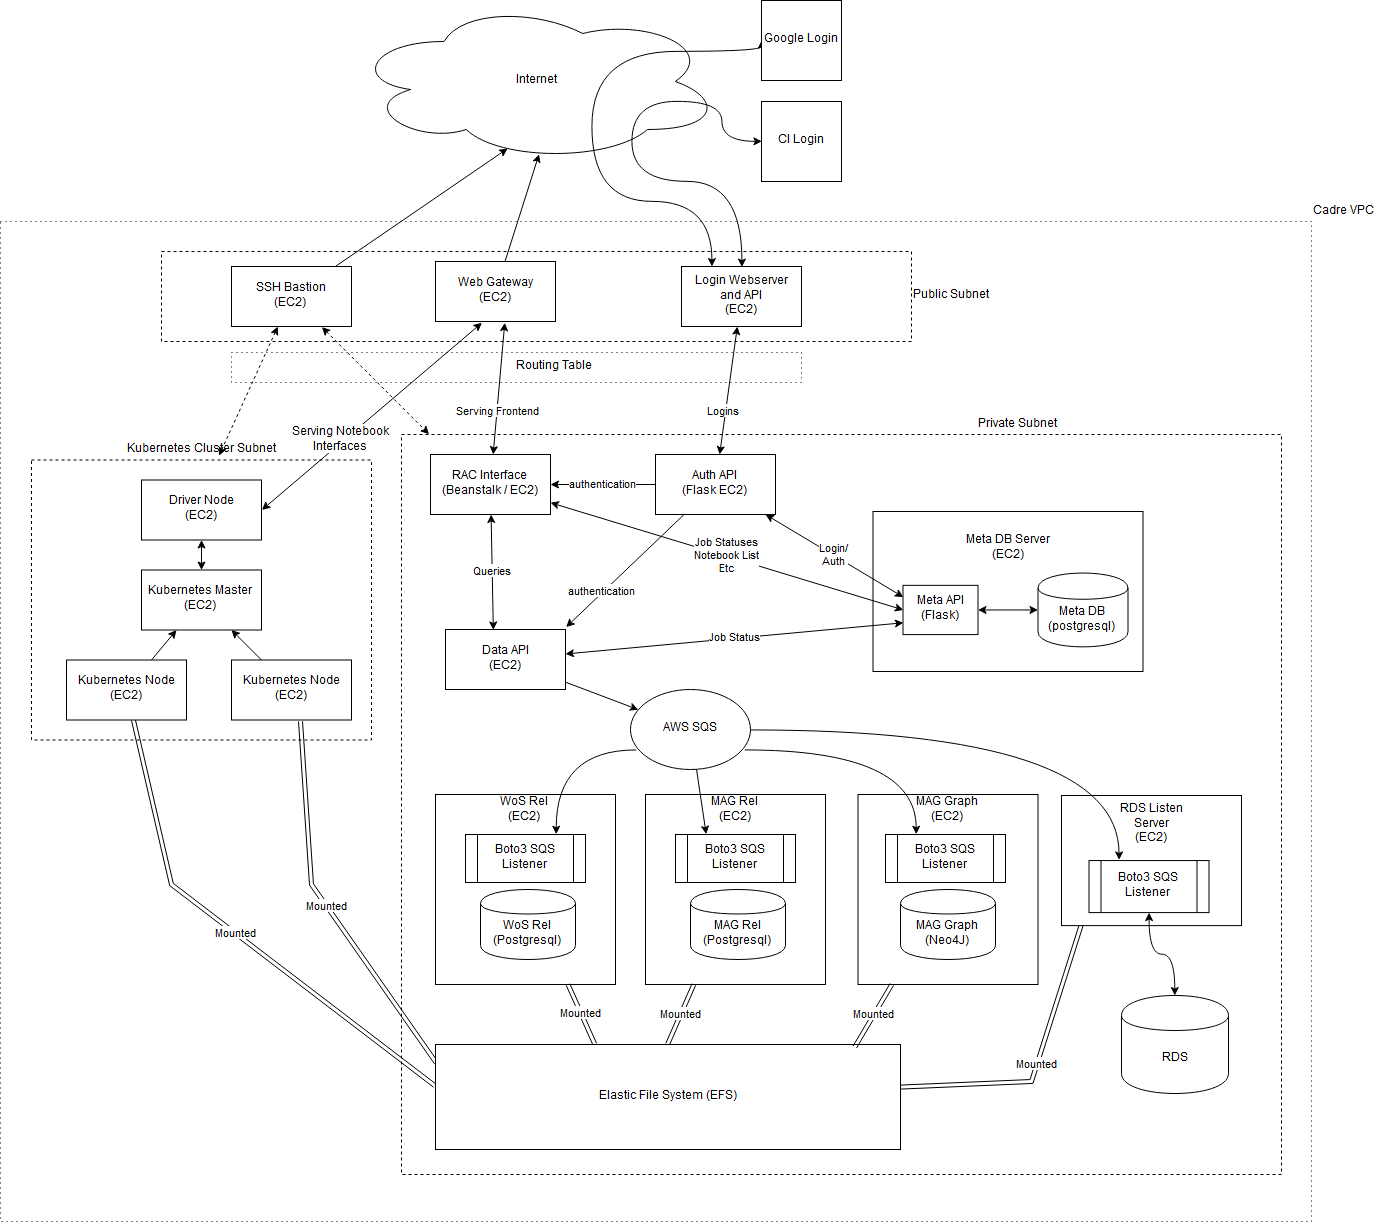 Google Login
Internet
CI Login
Cadre VPC
SSH Bastion
(EC2)
Web Gateway
(EC2)
Login Webserver
and API
(EC2)
Public Subnet
Routing Table
Serving Frontend
Logins
Private Subnet
Serving Notebook
Interfaces
Kubernetes Cluster Subnet
RAC Interface
(Beanstalk / EC2)
authentication
Auth API
(Flask EC2)
Driver Node
(EC2)
Job Statuses
Notebook List
Etc
Login/
Auth
Meta DB Server
(EC2)
Queries
authentication
Kubernetes Master
(EC2)
Meta API
(Flask)
Meta DB
(postgresql)
Job Status
Data API
(EC2)
Kubernetes Node
(EC2)
Kubernetes Node
(EC2)
AWS SQS
WoS Rel
(EC2)
MAG Rel
(EC2)
MAG Graph
(EC2)
RDS Listen
Server
(EC2)
Boto3 SQS
Listener
Boto3 SQS
Listener
Boto3 SQS
Listener
Boto3 SQS
Listener
WoS Rel
(Postgresql)
MAG Rel
(Postgresql)
MAG Graph
(Neo4J)
Mounted
Mounted
Mounted
Mounted
Mounted
Mounted
RDS
Elastic File System (EFS)